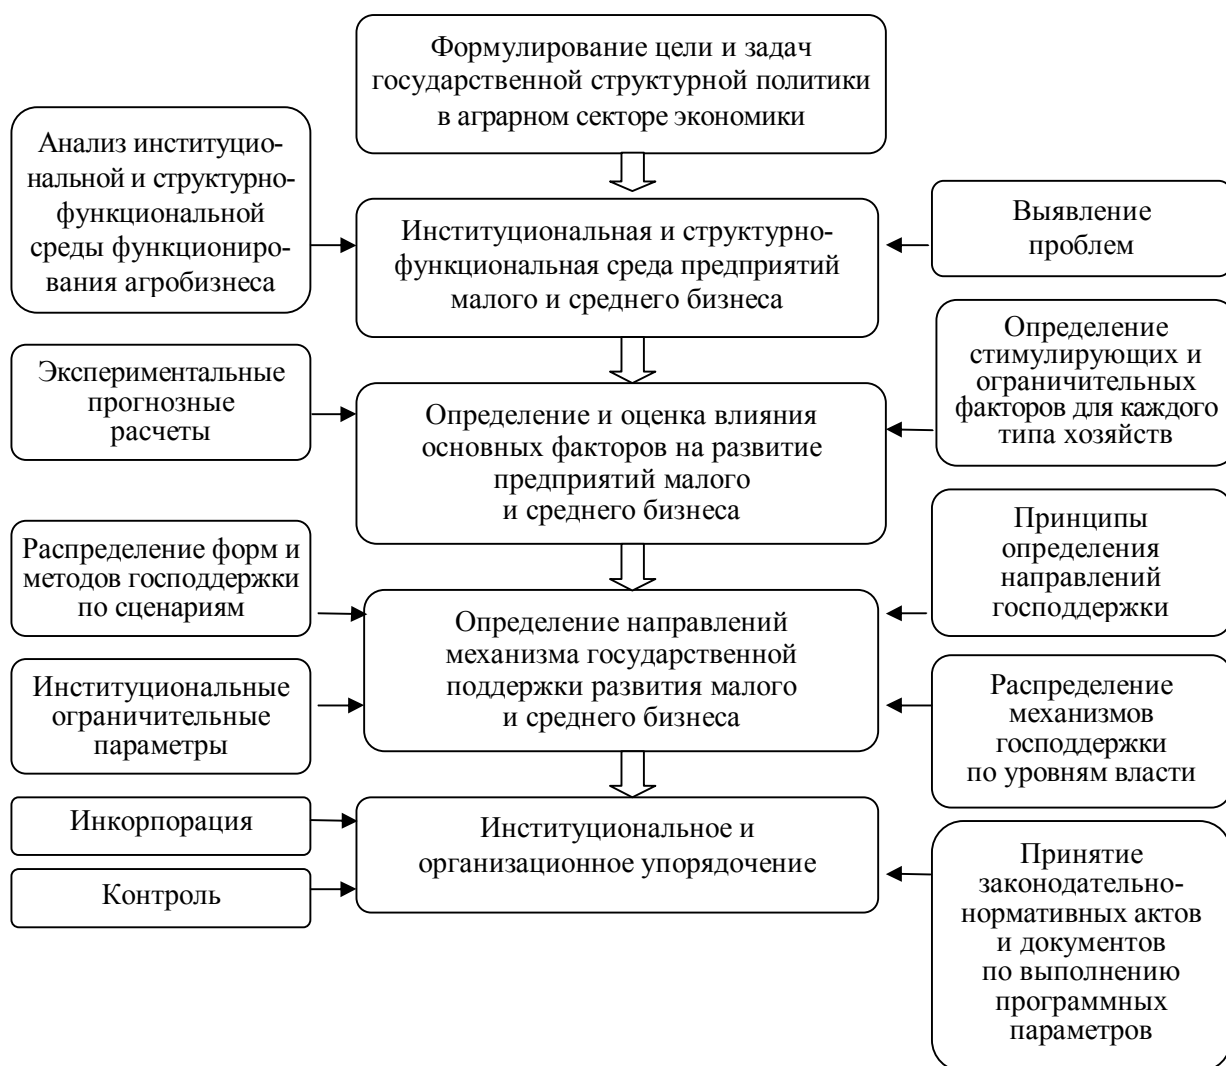 Формулирование цели и задач
государственной структурной политики
в аграрном секторе экономики
Анализ институцио-
нальной и структурно-
функциональной
среды функциониро-
вания агробизнеса
Институциональная и структурно-
функциональная среда предприятий
малого и среднего бизнеса
Выявление
проблем
Экспериментальные
прогнозные
расчеты
Определение и оценка влияния
основных факторов на развитие
предприятий малого
и среднего бизнеса
Определение
стимулирующих и
ограничительных
факторов для каждого
типа хозяйств
Распределение форм и
методов господдержки
по сценариям
Институциональные
ограничительные
параметры
Определение направлений
механизма государственной
поддержки развития малого
и среднего бизнеса
Принципы
определения
направлений
господдержки
Распределение
механизмов
господдержки
по уровням власти
Инкорпорация
Контроль
Институциональное и
организационное упорядочение
Принятие
законодательно-
нормативных актов
и документов
по выполнению
программных
параметров